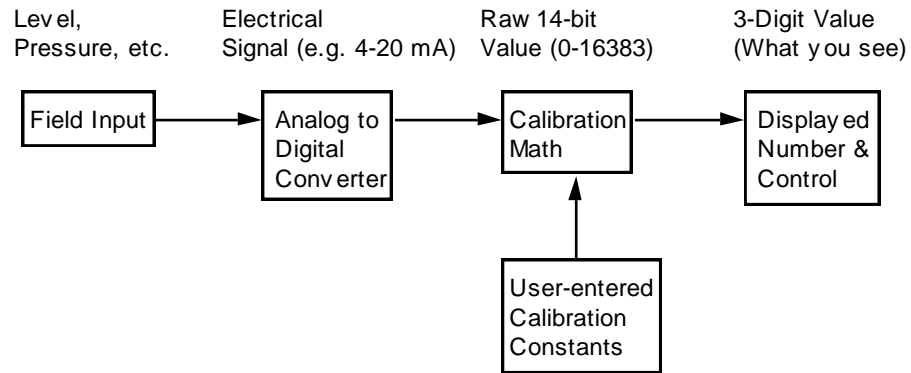 Level,
Pressure, etc.
Electrical
Signal (e.g. 4-20 mA)
Raw 14-bit
Value (0-16383)
3-Digit Value
(What you see)
Field Input
Analog to
Digital
Converter
Calibration
Math
Displayed
Number &
Control
User-entered
Calibration
Constants